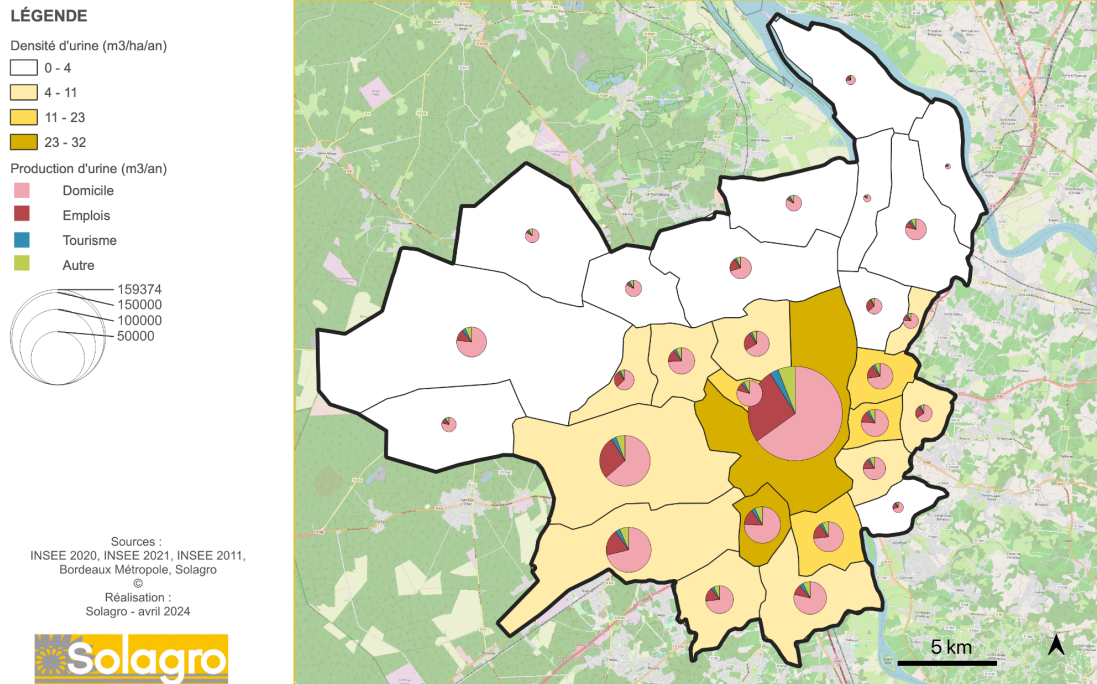 LÉGENDE
Densité d'urine (m3/ha/an)
0 - 4
4 - 11
11 - 23
23 - 32
Production d'urine (m3/an)
Domicile
Emplois
Tourisme
Autre
159374
150000
100000
50000
Sources :
INSEE 2020, INSEE 2021, INSEE 2011,
Bordeaux Métropole, Solagro
©
Réalisation :
Solagro - avril 2024
Solagro
5 km